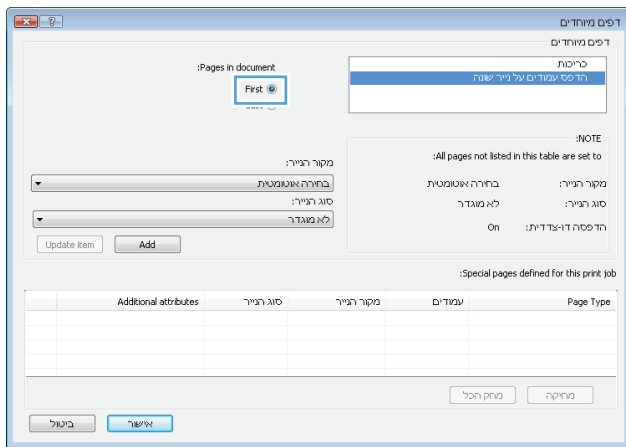 דפים מיוחדים
דפים מיוחדים
כריכות
הדפס עמודים על נייר שונה
Pages in document:
First
NOTE:
All pages not listed in this table are set to:
מקור הנייר: בחירה אוטומטית
סוג הנייר: לא מוגדר
הדפסה דו-צדדית: On
מקור הנייר:
בחירה אוטומטית
סוג הנייר:
לא מוגדר
Add Update item
Special pages defined for this print job:
Page Type עמודים מקור הנייר סוג הנייר Additional attributes
מחיקה מחק הכל
אישור ביטול